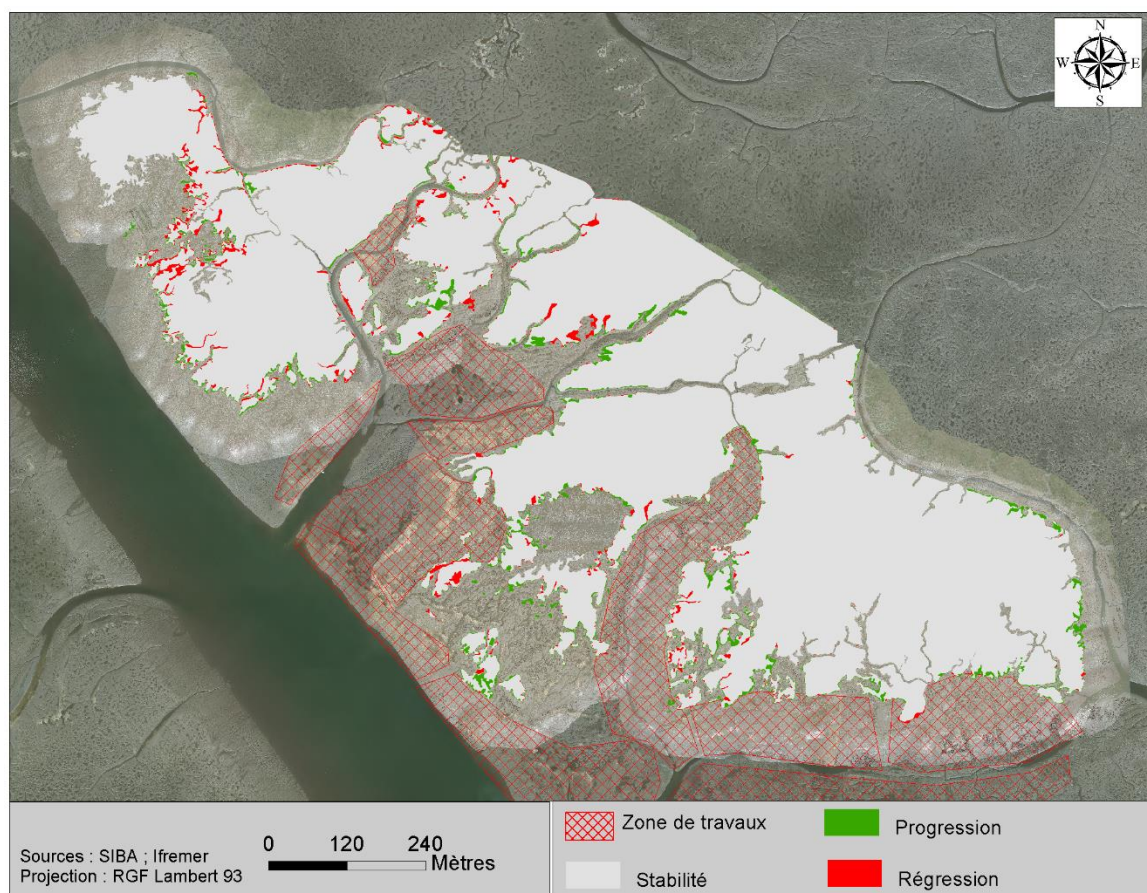 N
W E
S
Zone de travaux
Progression
Stabilité
Régression
0 120 240
Mètres
Sources : SIBA ; Ifremer
Projection : RGF Lambert 93